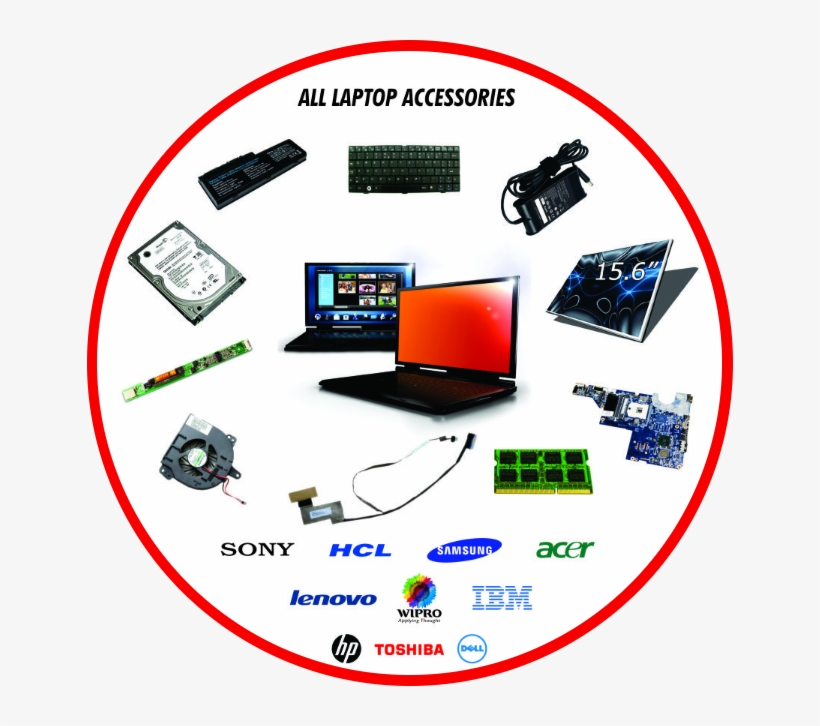 ALL LAPTOP ACCESSORIES
15.6"
SONY
HCL
SAMSUNG
acer
lenovo
WIPRO
Applying Thought
IBM
hp
TOSHIBA
DELL